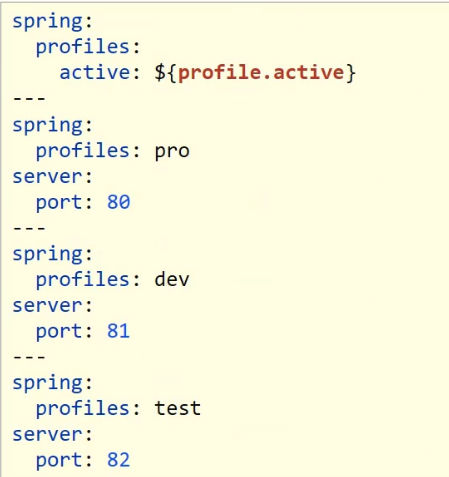 spring:
  profiles:
    active: ${profile.active}
---
spring:
  profiles: pro
server:
  port: 80
---
spring:
  profiles: dev
server:
  port: 81
---
spring:
  profiles: test
server:
  port: 82